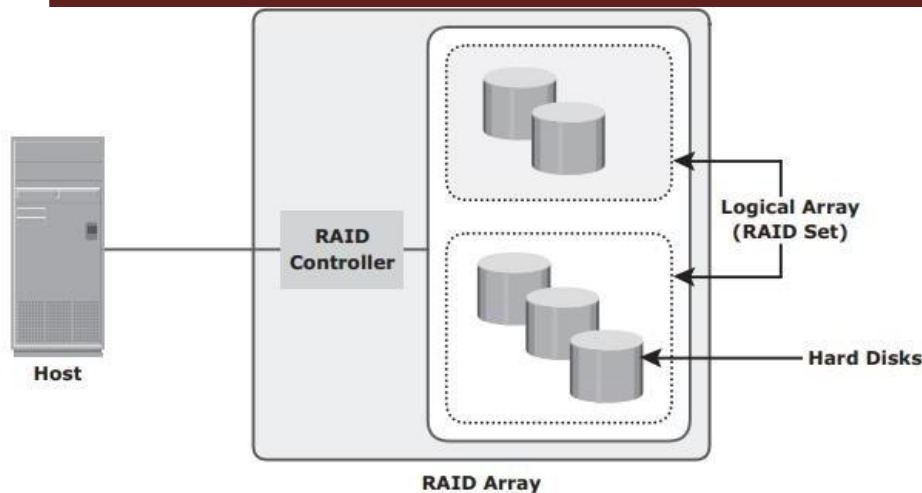 RAID
Controller
Logical Array
(RAID Set)
Host
Hard Disks
RAID Array